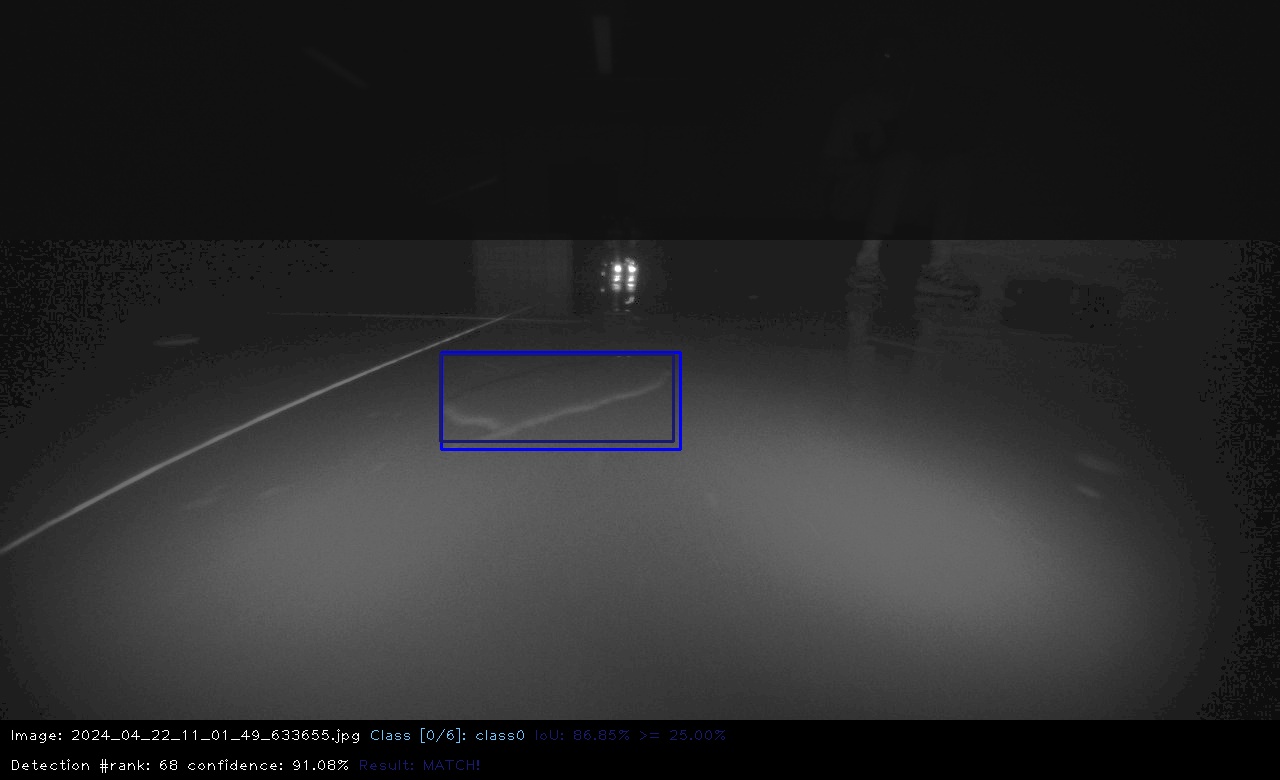 Image: 2024_04_22_11_01_49_633655.jpg Class [0/6]: class0 IoU: 86.85% >= 25.00%
Detection #rank: 68 confidence: 91.08% Result: MATCH!